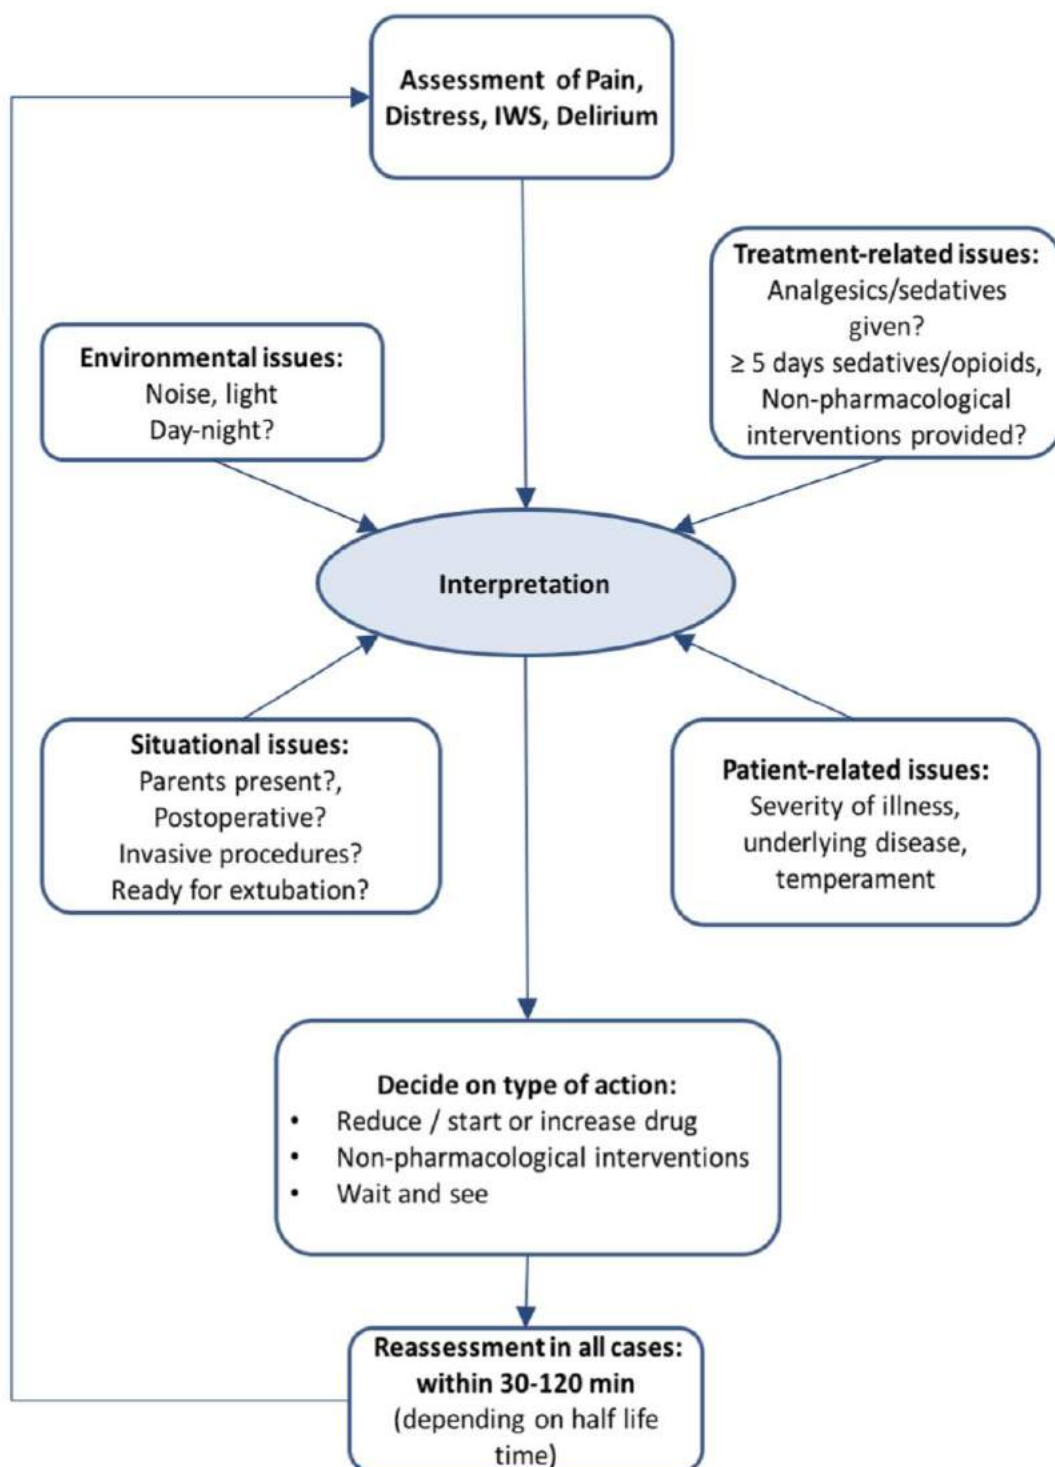 Assessment of Pain,
Distress, IWS, Delirium
Treatment-related issues:
Analgesics/sedatives
given?
≥ 5 days sedatives/opioids,
Non-pharmacological
interventions provided?
Environmental issues:
Noise, light
Day-night?
Interpretation
Situational issues:
Parents present?,
Postoperative?
Invasive procedures?
Ready for extubation?
Patient-related issues:
Severity of illness,
underlying disease,
temperament
Decide on type of action:
• Reduce / start or increase drug
• Non-pharmacological interventions
• Wait and see
Reassessment in all cases:
within 30-120 min
(depending on half life
time)